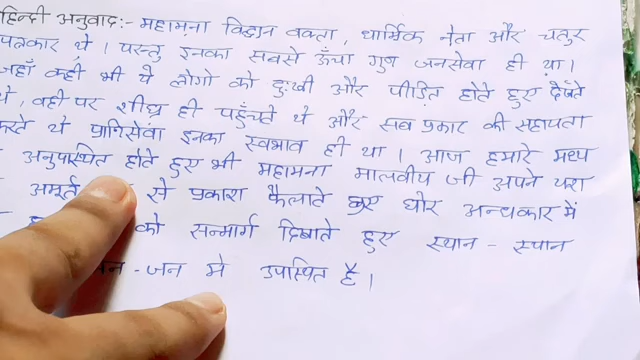 हिन्दी अनुवाद:- महामना विद्वान वक्ता, धार्मिक नेता और चतुर
पत्रकार थे। परन्तु इनका सबसे ऊँचा गुण जनसेवा ही था।
जहाँ कहीं भी ये लोगो को दुःखी और पीडित होते हुए देखते
थे, वही पर शीघ्र ही पहुँचते थे और सब प्रकार की सहायता
करते थे प्राणिसेवा इनका स्वभाव ही था। आज हमारे मध्य
अनुपस्थित होते हुए भी महामना मालवीय जी अपने यश
अमूर्त से प्रकाश फैलाते हुए घोर अन्धकार में
को सन्मार्ग दिखाते हुए स्थान - स्थान
जन - जन मे उपस्थित है।